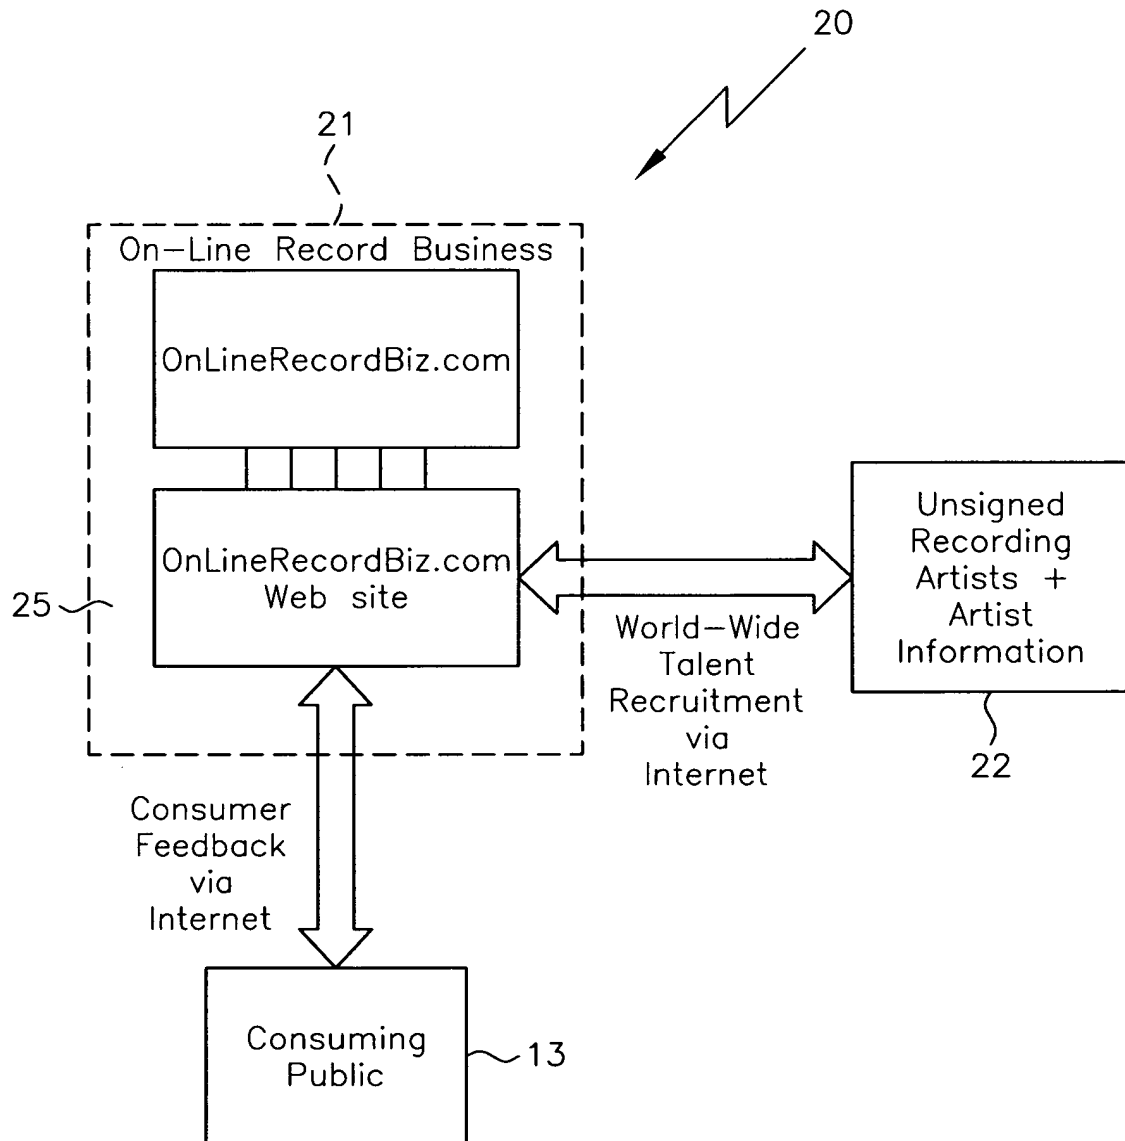 20
21
On-Line Record Business
OnLineRecordBiz.com
OnLineRecordBiz.com
Web site
25
World-Wide
Talent
Recruitment
via
Internet
Unsigned
Recording
Artists +
Artist
Information
22
Consumer
Feedback
via
Internet
Consuming
Public
13